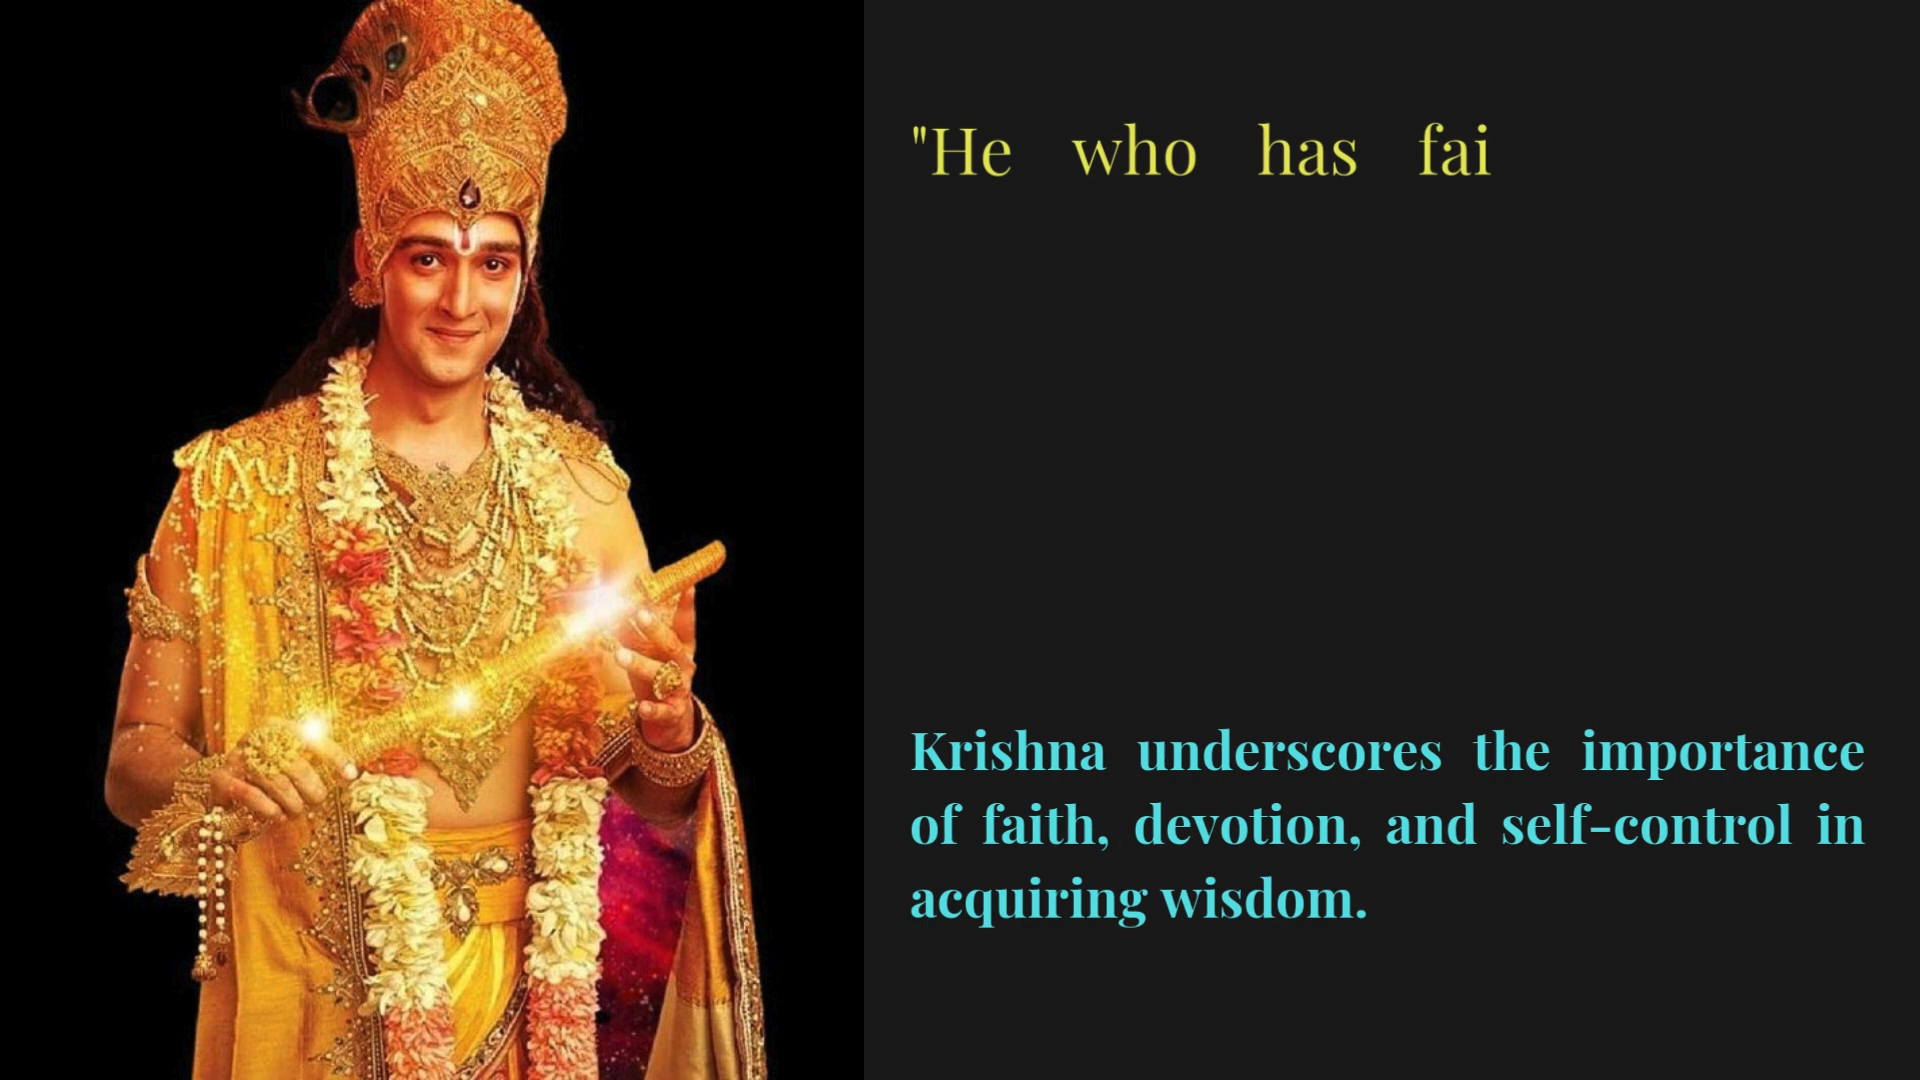 "He who has fai
Krishna underscores the importance
of faith, devotion, and self-control in
acquiring wisdom.